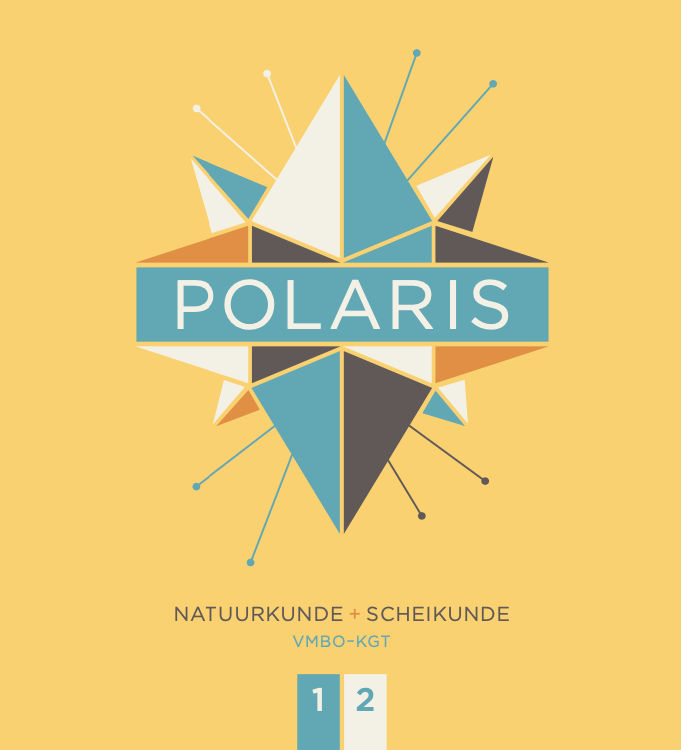 POLARIS
NATUURKUNDE + SCHEIKUNDE
VMBO–KGT
1 2